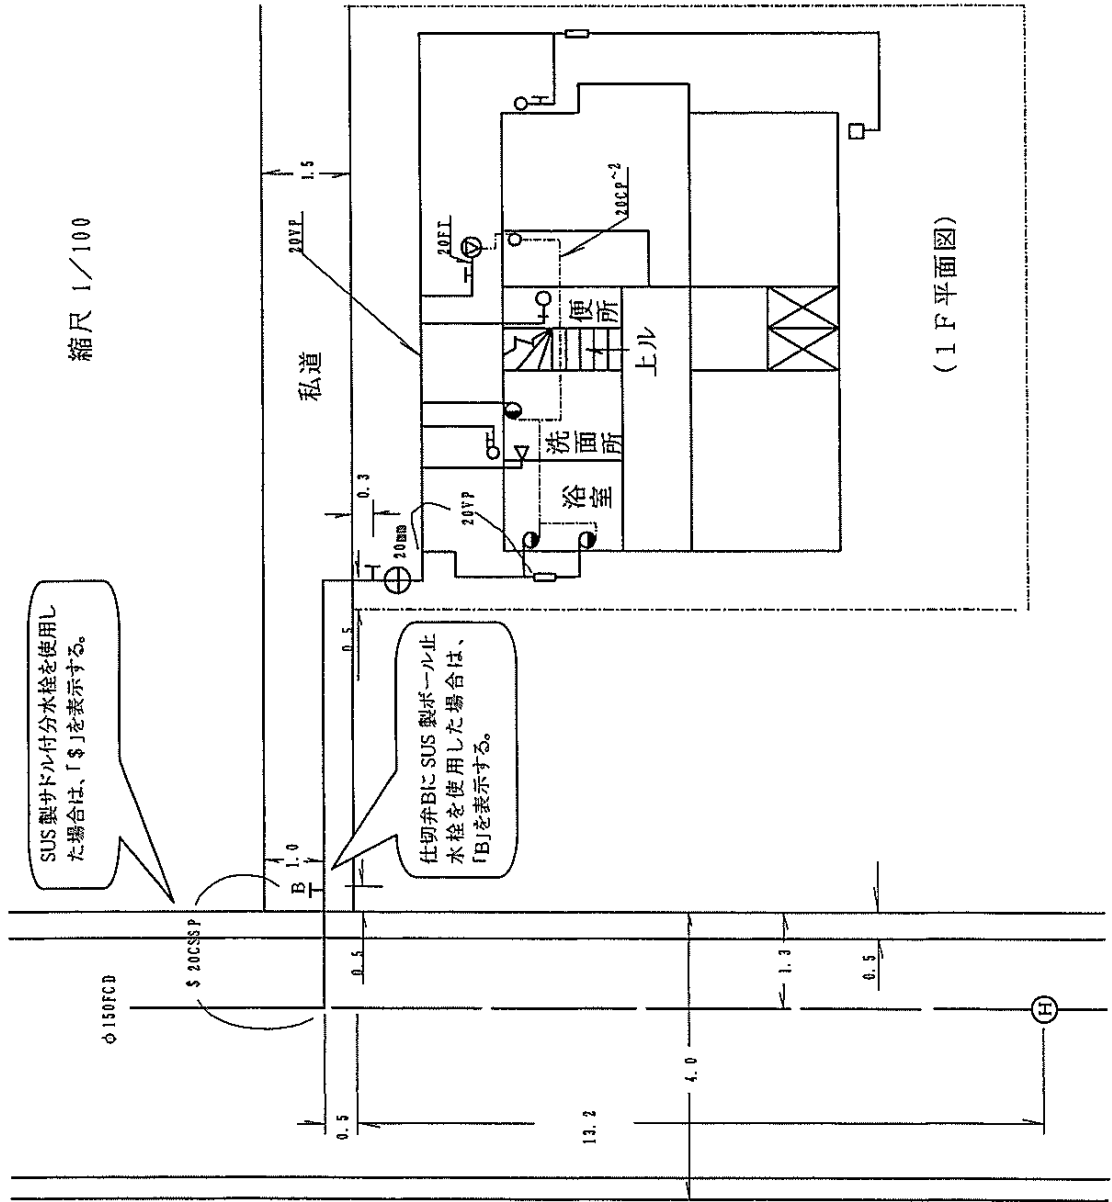 縮尺 1/100
SUS 製サドル付分水栓を使用し
た場合は、「$」を表示する。
私道
1.5
20VP
φ150FCD
$ 20CSSP
B
1.0
0.5
仕切弁BにSUS 製ボール止
水栓を使用した場合は、
「B」を表示する。
0.5
0.3
20mm
20VP
20FT
20CP~2
浴室
洗面所
便所
上ル
(1F平面図)
0.5
13.2
4.0
1.3
0.5
H